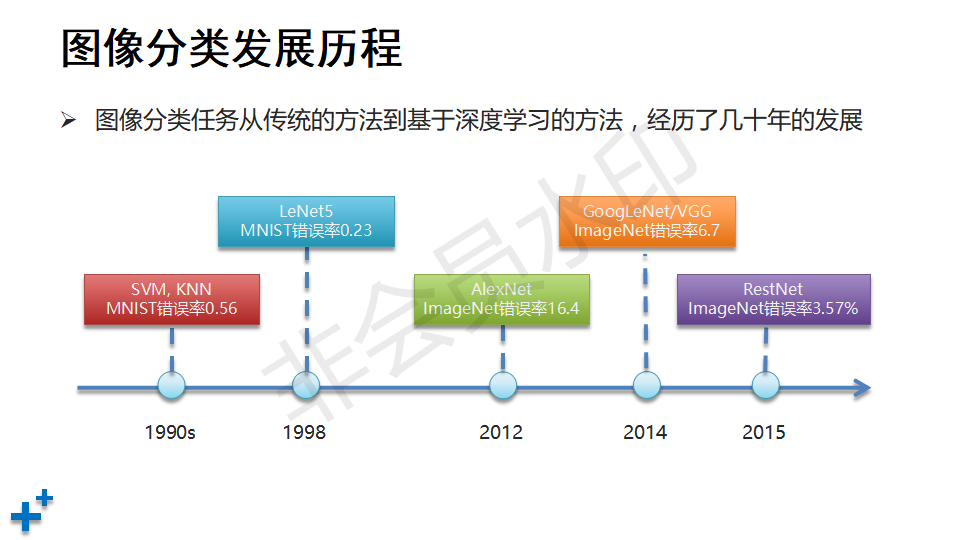 图像分类发展历程
图像分类任务从传统的方法到基于深度学习的方法，经历了几十年的发展
LeNet5
MNIST错误率0.23
GoogLeNet/VGG
ImageNet错误率6.7
SVM, KNN
MNIST错误率0.56
AlexNet
ImageNet错误率16.4
RestNet
ImageNet错误率3.57%
1990s
1998
2012
2014
2015
非会员水印